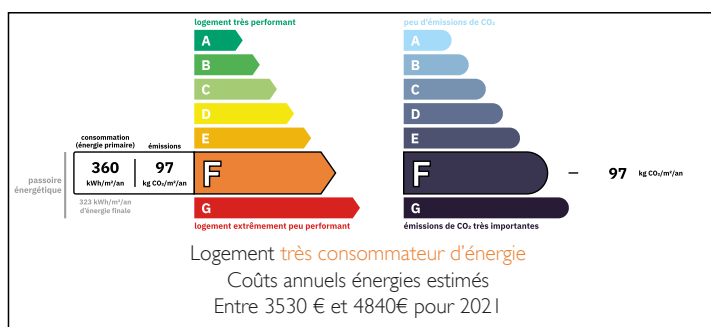 logement très performant
A
B
C
D
E
consommation
(énergie primaire)
émissions
360
kWh/m²/an
97
kg CO₂/m²/an
F
passoire
énergétique
323 kWh/m²/an
d'énergie finale
G
logement extrêmement peu performant
peu d'émissions de CO₂
A
B
C
D
E
F
97 kg CO₂/m²/an
G
émissions de CO₂ très importantes
Logement très consommateur d'énergie
Coûts annuels énergies estimés
Entre 3530 € et 4840€ pour 2021